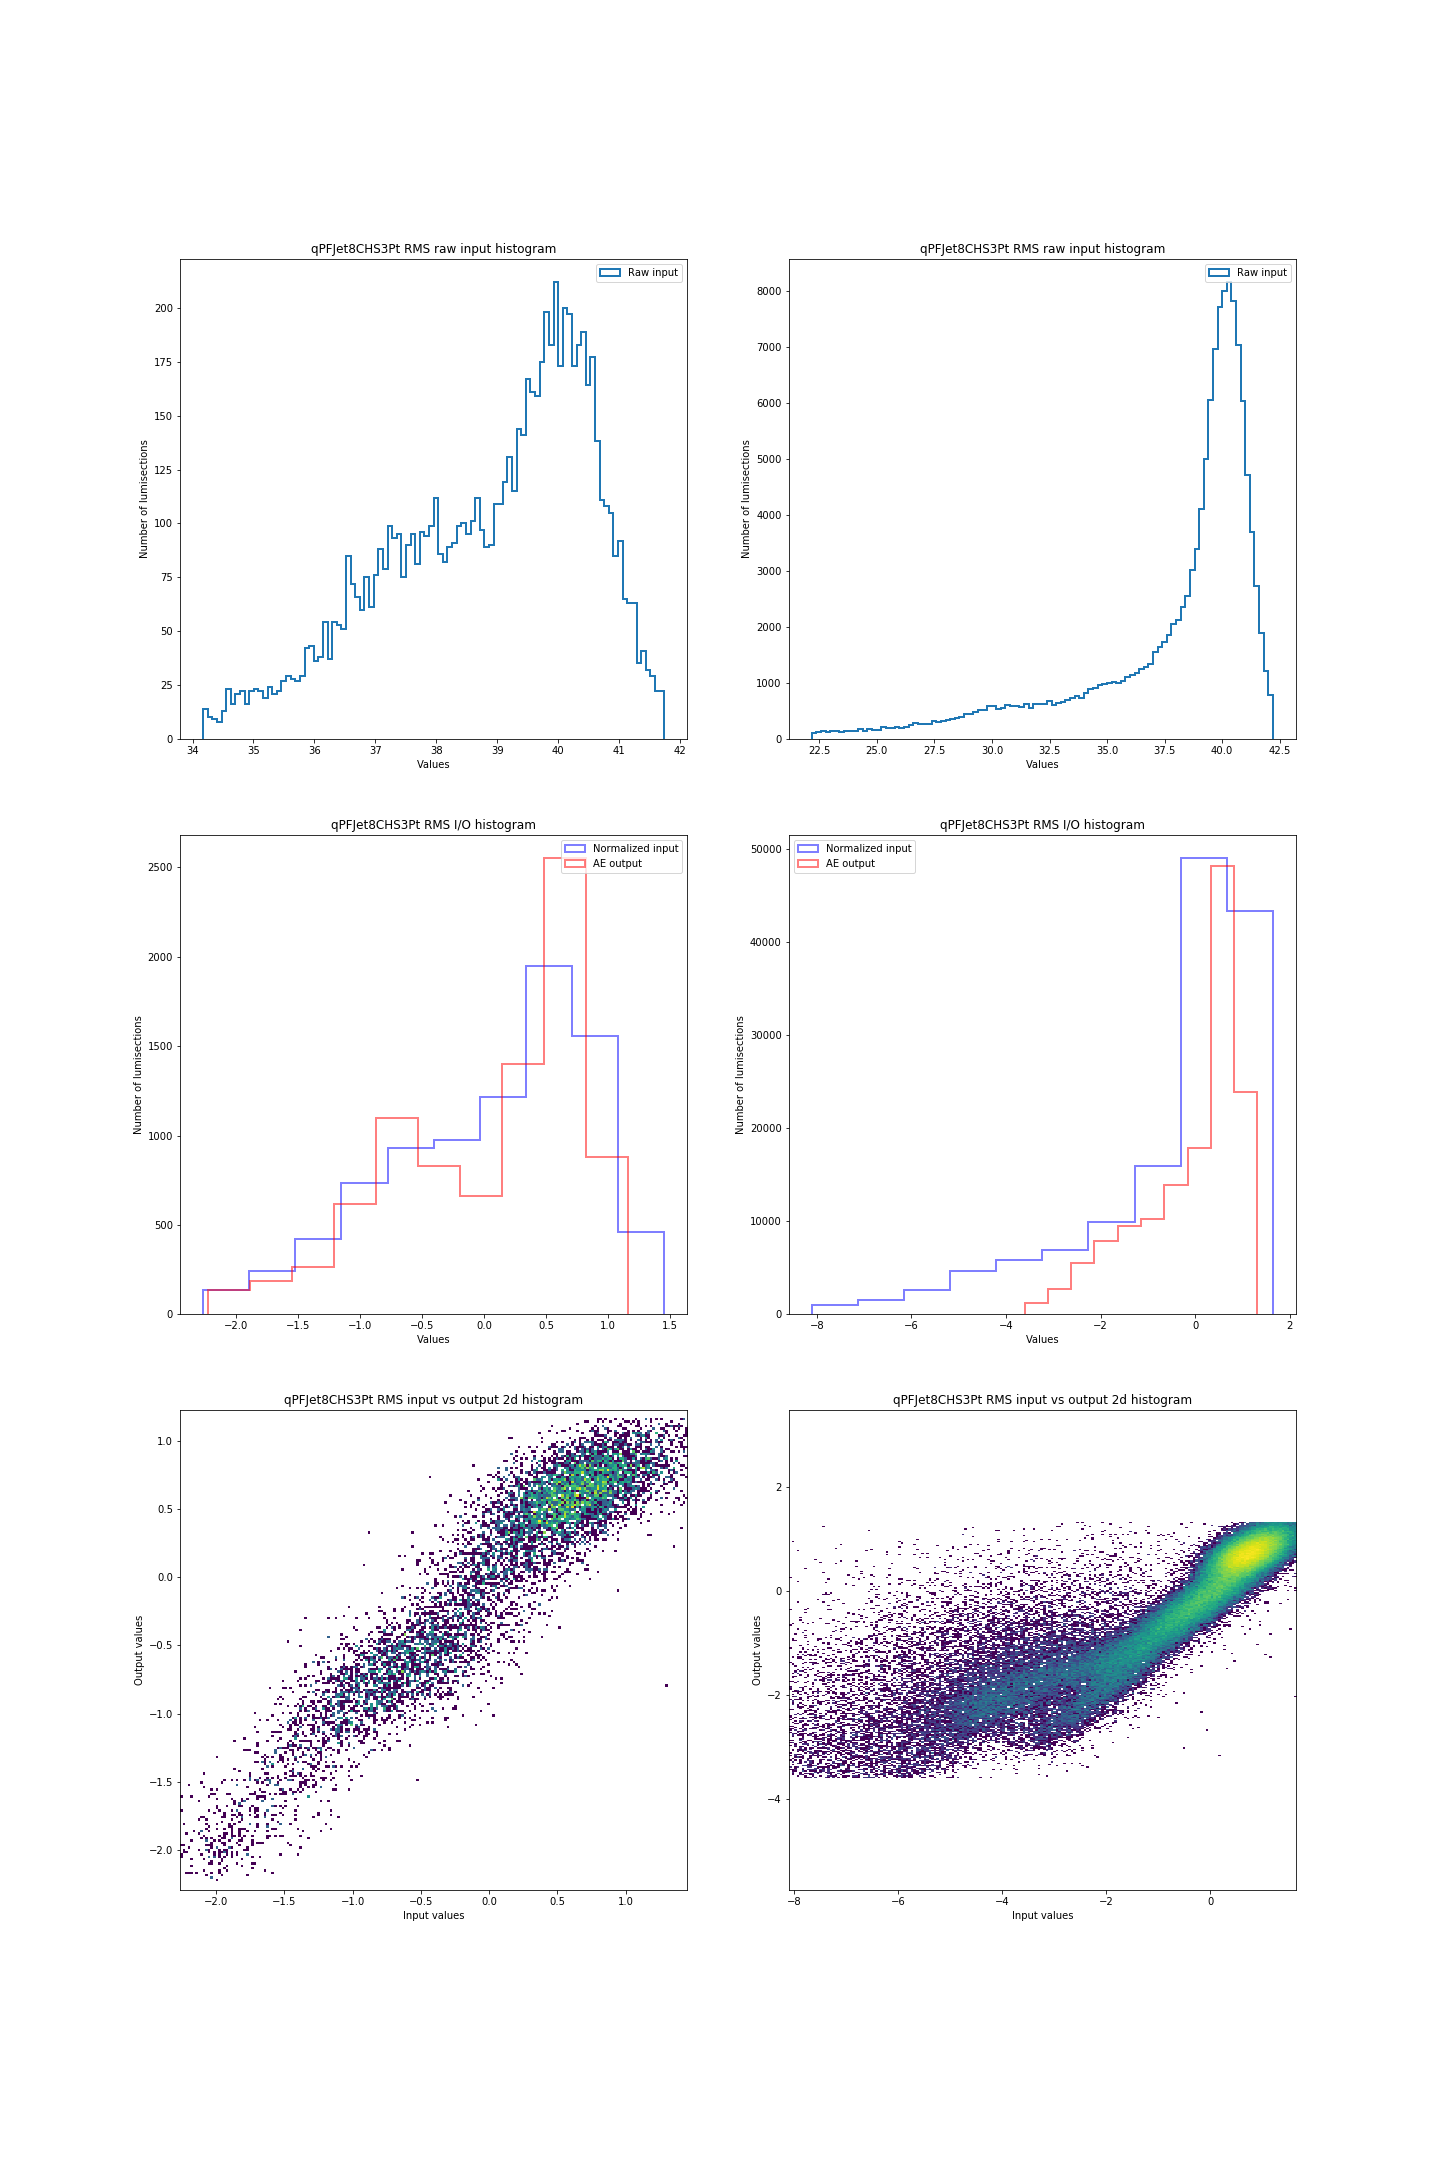 qPFJet8CHS3Pt RMS raw input histogram
Raw input
Number of lumisections
200
175
150
125
100
75
50
25
0
34 35 36 37 38 39 40 41 42
Values
qPFJet8CHS3Pt RMS raw input histogram
Raw input
Number of lumisections
8000
7000
6000
5000
4000
3000
2000
1000
0
22.5 25.0 27.5 30.0 32.5 35.0 37.5 40.0 42.5
Values
qPFJet8CHS3Pt RMS I/O histogram
Normalized input
AE output
Number of lumisections
2500
2000
1500
1000
500
0
−2.0 −1.5 −1.0 −0.5 0.0 0.5 1.0 1.5
Values
qPFJet8CHS3Pt RMS I/O histogram
Normalized input
AE output
Number of lumisections
50000
40000
30000
20000
10000
0
−8 −6 −4 −2 0 2
Values
qPFJet8CHS3Pt RMS input vs output 2d histogram
Output values
1.0
0.5
0.0
−0.5
−1.0
−1.5
−2.0
−2.0 −1.5 −1.0 −0.5 0.0 0.5 1.0
Input values
qPFJet8CHS3Pt RMS input vs output 2d histogram
Output values
2
0
−2
−4
−8 −6 −4 −2 0
Input values